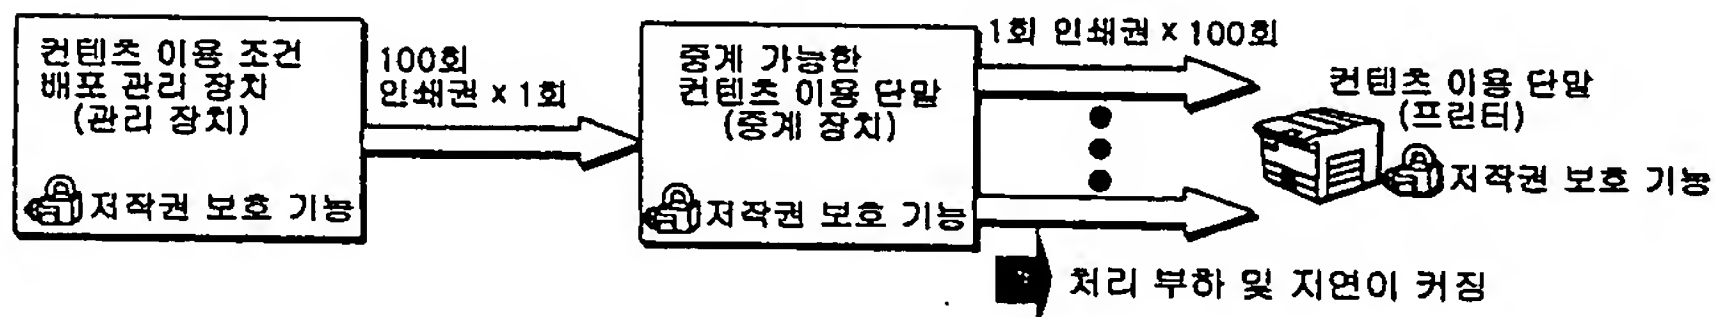 컨텐츠 이용 조건
배포 관리 장치
(관리 장치)
저작권 보호 기능
100회
인쇄권 x 1회
중계 가능한
컨텐츠 이용 단말
(중계 장치)
저작권 보호 기능
1회 인쇄권 x 100회
컨텐츠 이용 단말
(프린터)
저작권 보호 기능
처리 부하 및 지연이 커짐